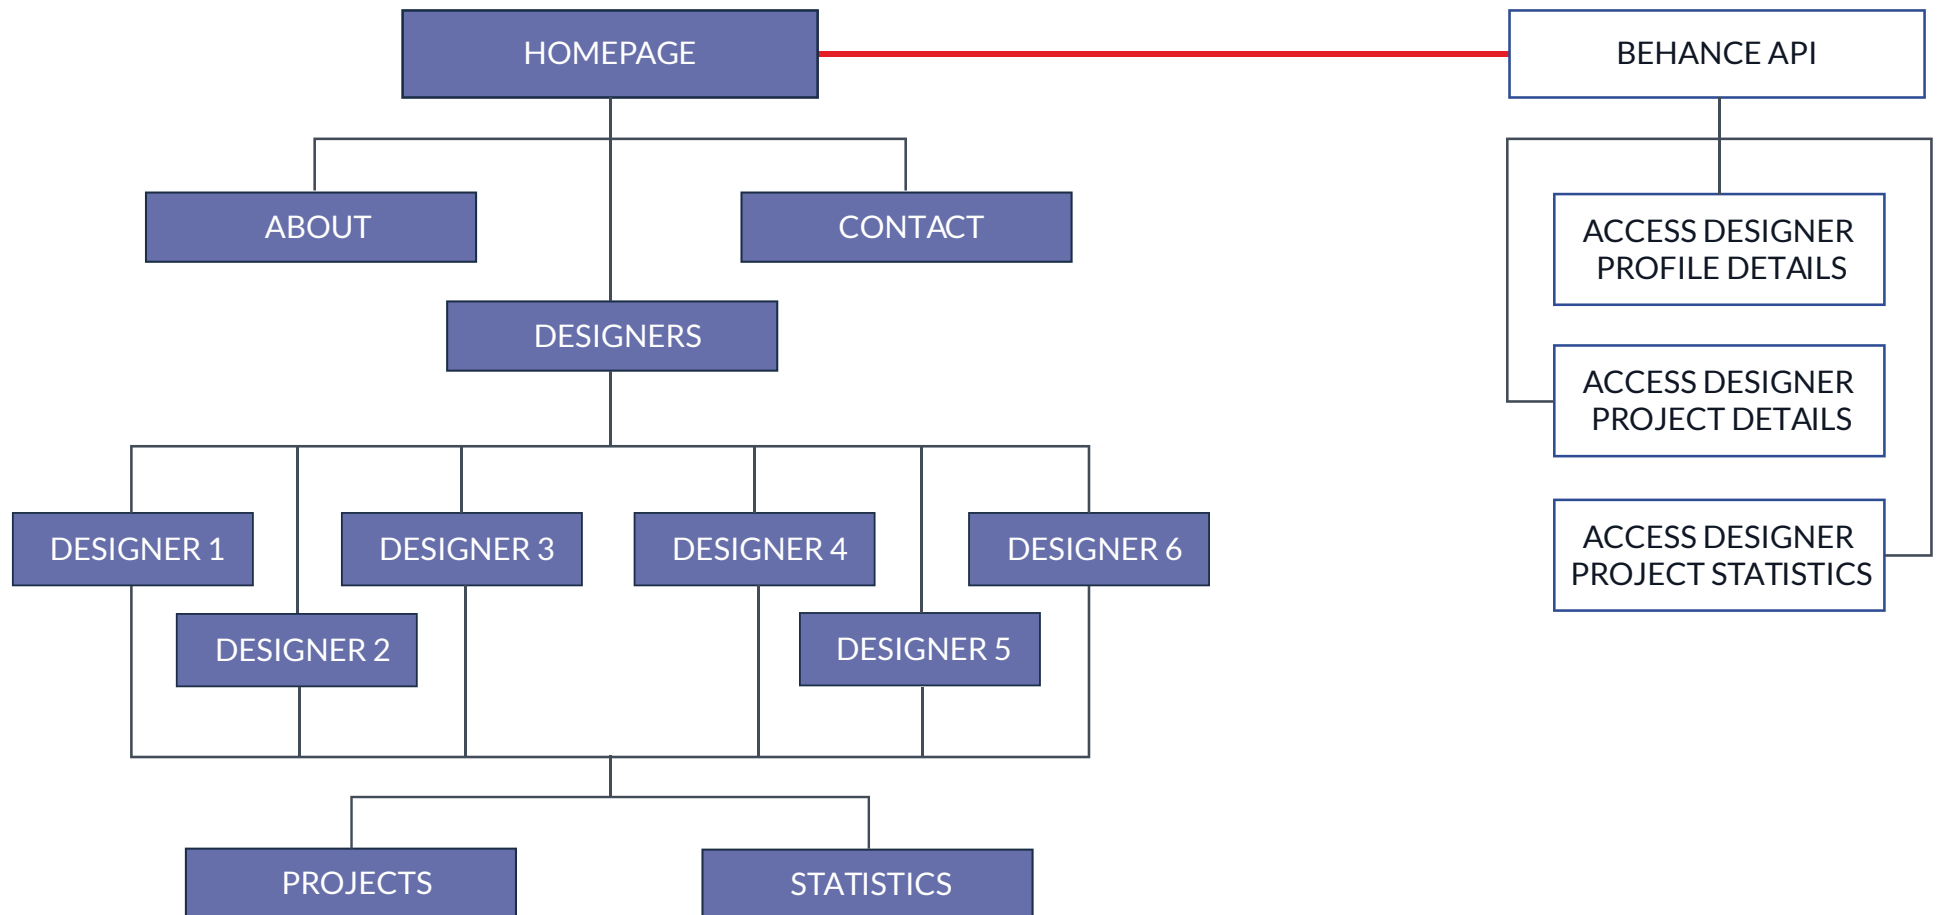 HOMEPAGE
BEHANCE API
ABOUT
CONTACT
ACCESS DESIGNER
PROFILE DETAILS
DESIGNERS
ACCESS DESIGNER
PROJECT DETAILS
DESIGNER 1
DESIGNER 3
DESIGNER 4
DESIGNER 6
ACCESS DESIGNER
PROJECT STATISTICS
DESIGNER 2
DESIGNER 5
PROJECTS
STATISTICS